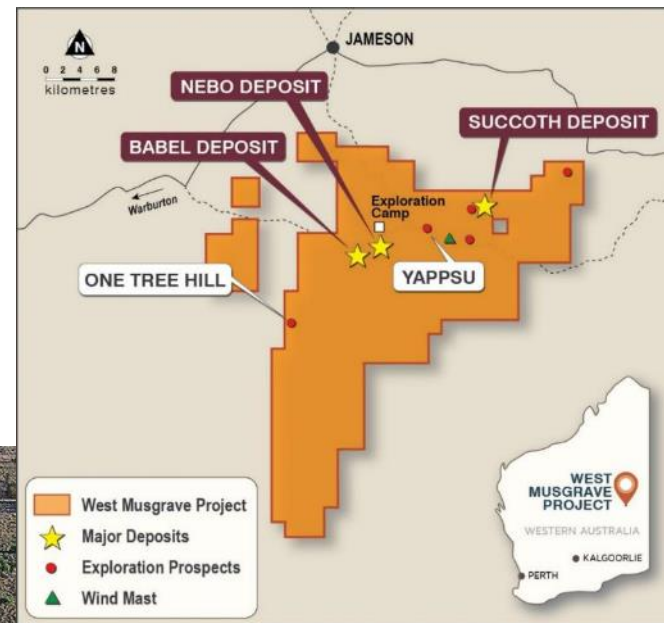 N
0 2 4 6 8
kilometres
JAMESON
NEBO DEPOSIT
SUCCOTH DEPOSIT
BABEL DEPOSIT
Exploration
Camp
Warburton
ONE TREE HILL
YAPPSU
West Musgrave Project
Major Deposits
Exploration Prospects
Wind Mast
WEST
MUSGRAVE
PROJECT
WESTERN AUSTRALIA
KALGOORLIE
PERTH